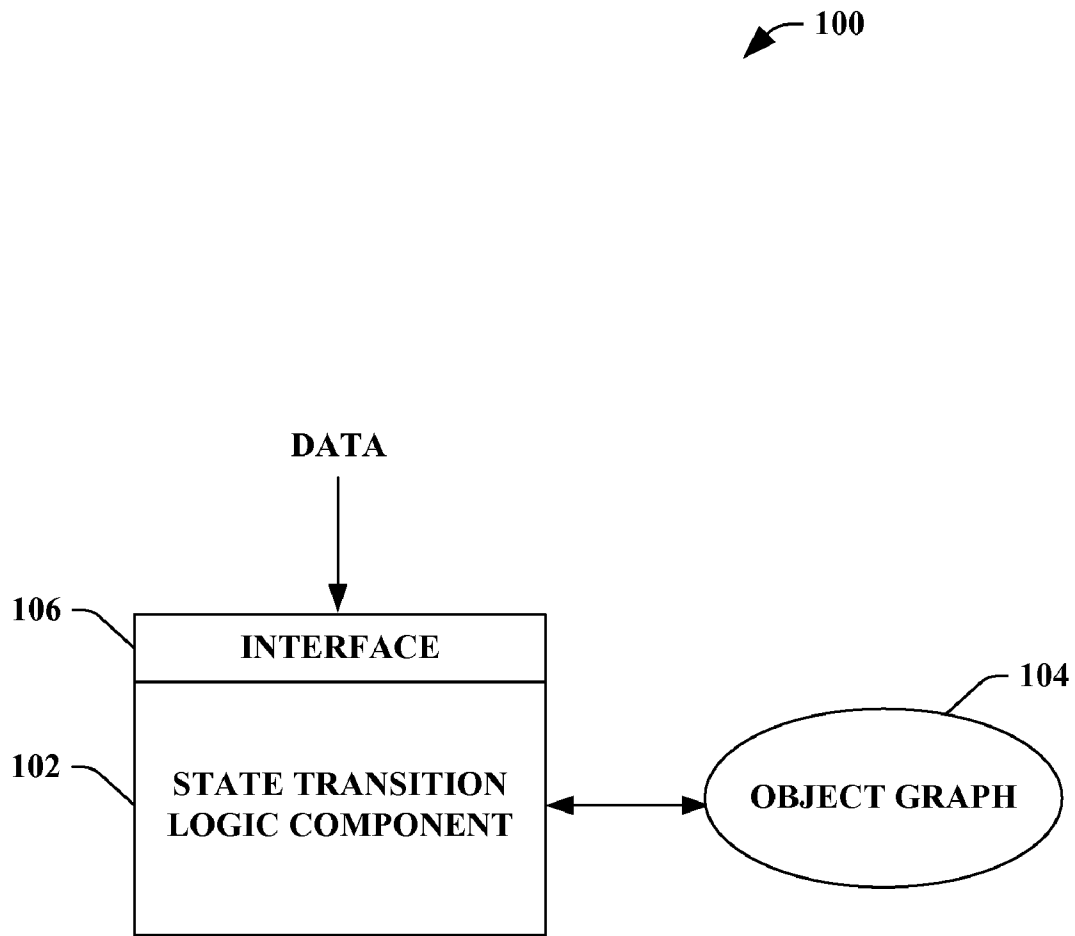 100
DATA
106
INTERFACE
104
102
STATE TRANSITION
LOGIC COMPONENT
OBJECT GRAPH